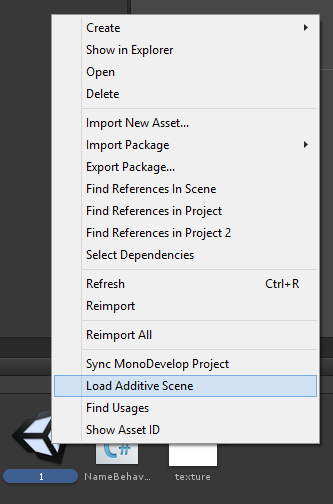 Create
Show in Explorer
Open
Delete
Import New Asset...
Import Package
Export Package...
Find References In Scene
Find References in Project
Find References in Project 2
Select Dependencies
Refresh Ctrl+R
Reimport
Reimport All
Sync MonoDevelop Project
Load Additive Scene
Find Usages
Show Asset ID
C#
1 NameBehav... texture